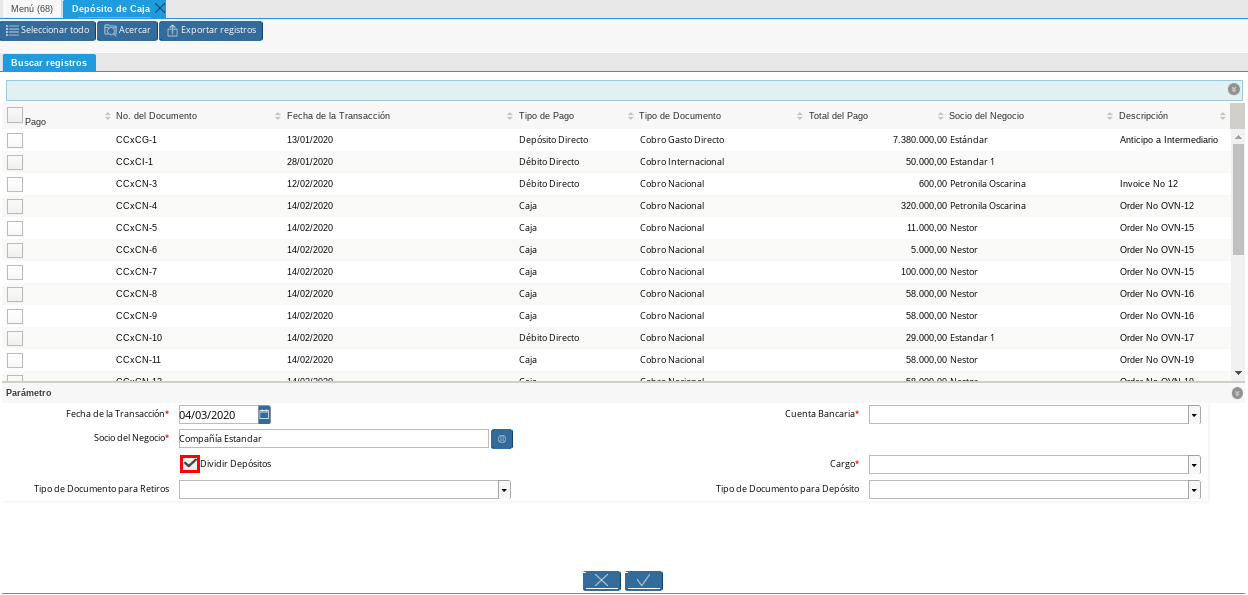 Menú (68) Depósito de Caja
Seleccionar todo Acercar Exportar registros
Buscar registros
Pago No. del Documento Fecha de la Transacción Tipo de Pago Tipo de Documento Total del Pago Socio del Negocio Descripción
CCxCG-1 13/01/2020 Depósito Directo Cobro Gasto Directo 7.380.000,00 Estándar Anticipo a Intermediario
CCxCI-1 28/01/2020 Débito Directo Cobro Internacional 50.000,00 Estandar 1
CCxCN-3 12/02/2020 Débito Directo Cobro Nacional 600,00 Petronila Oscarina Invoice No 12
CCxCN-4 14/02/2020 Caja Cobro Nacional 320.000,00 Petronila Oscarina Order No OVN-12
CCxCN-5 14/02/2020 Caja Cobro Nacional 11.000,00 Nestor Order No OVN-15
CCxCN-6 14/02/2020 Caja Cobro Nacional 5.000,00 Nestor Order No OVN-15
CCxCN-7 14/02/2020 Caja Cobro Nacional 100.000,00 Nestor Order No OVN-15
CCxCN-8 14/02/2020 Caja Cobro Nacional 58.000,00 Nestor Order No OVN-16
CCxCN-9 14/02/2020 Caja Cobro Nacional 58.000,00 Nestor Order No OVN-16
CCxCN-10 14/02/2020 Débito Directo Cobro Nacional 29.000,00 Estandar 1 Order No OVN-17
CCxCN-11 14/02/2020 Caja Cobro Nacional 58.000,00 Nestor Order No OVN-19
Parámetro
Fecha de la Transacción* 04/03/2020 Cuenta Bancaria*
Socio del Negocio* Compañía Estandar
Dividir Depósitos Cargo*
Tipo de Documento para Retiros Tipo de Documento para Depósito